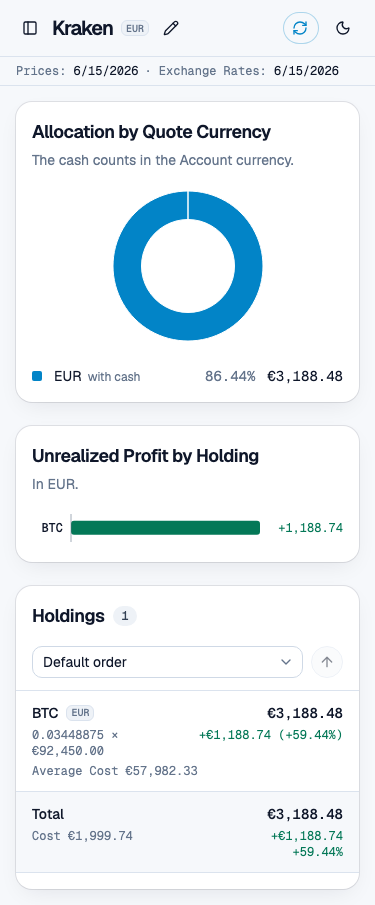 Kraken EUR
Prices: 6/15/2026 · Exchange Rates: 6/15/2026
Allocation by Quote Currency
The cash counts in the Account currency.
EUR with cash 86.44% €3,188.48
Unrealized Profit by Holding
In EUR.
BTC +1,188.74
Holdings 1
Default order
BTC EUR €3,188.48
0.03448875 × +€1,188.74 (+59.44%)
€92,450.00
Average Cost €57,982.33
Total €3,188.48
Cost €1,999.74 +€1,188.74
+59.44%